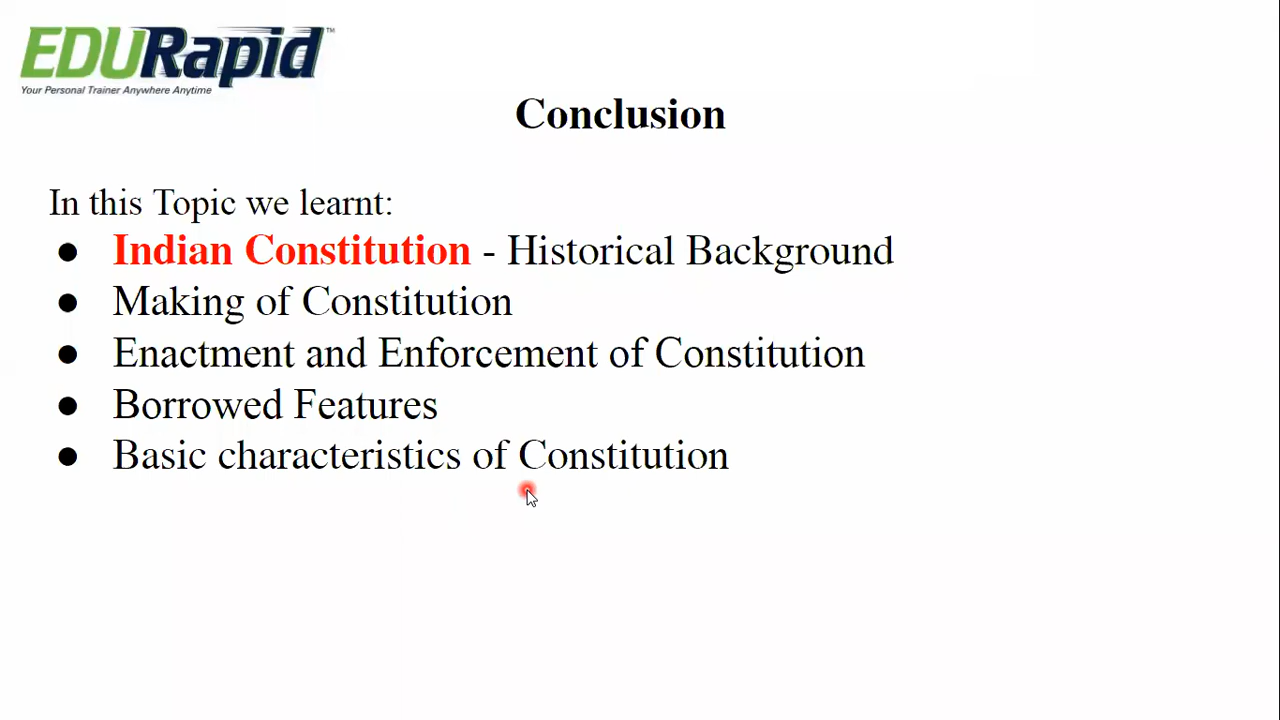 EDURapid™
Your Personal Trainer Anywhere Anytime
Conclusion
In this Topic we learnt:
● Indian Constitution - Historical Background
● Making of Constitution
● Enactment and Enforcement of Constitution
● Borrowed Features
● Basic characteristics of Constitution